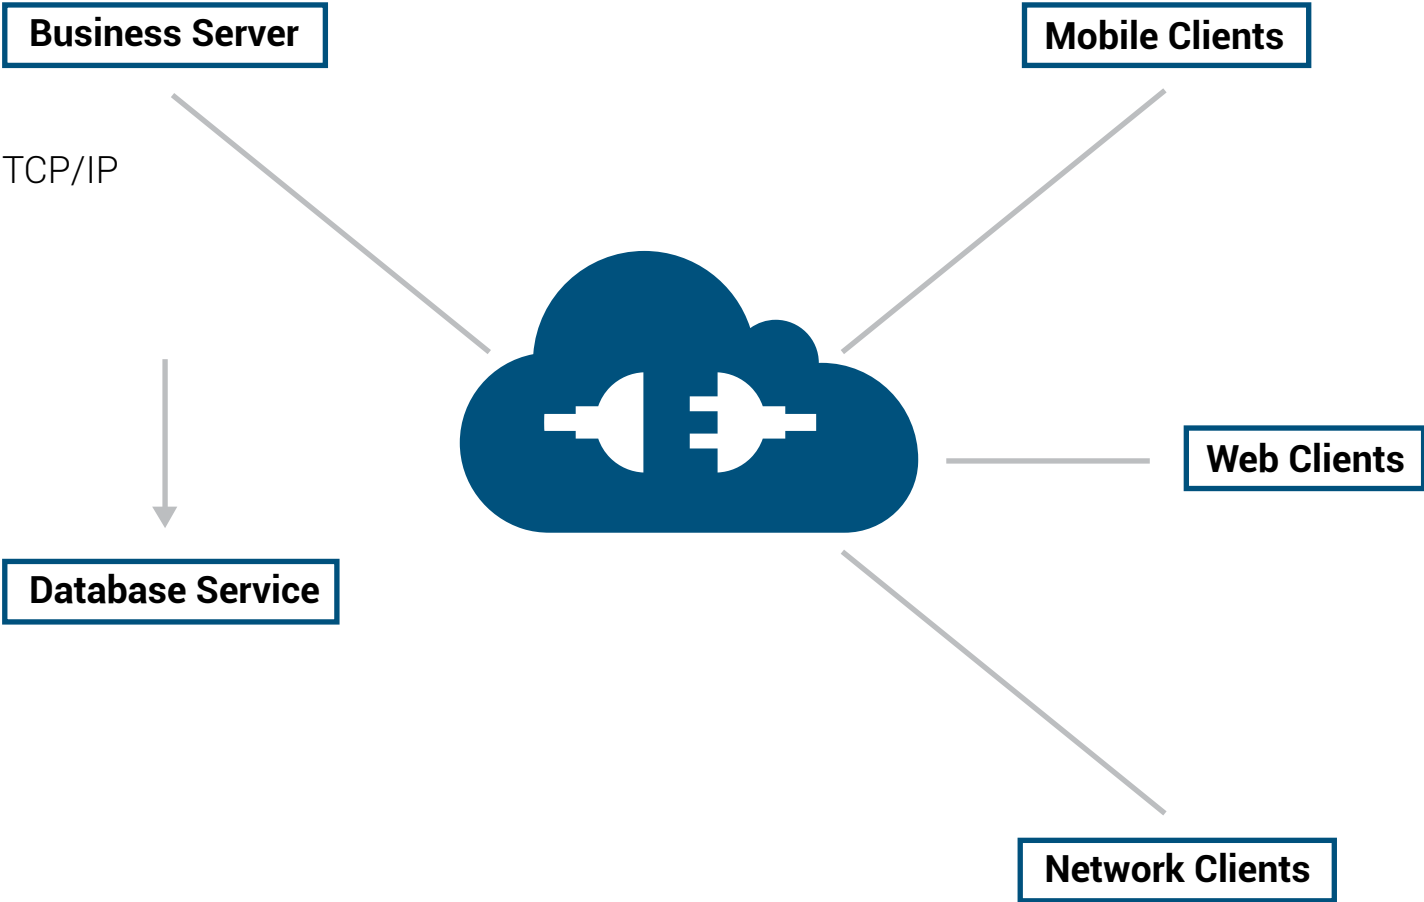 Business Server
Mobile Clients
TCP/IP
Web Clients
Database Service
Network Clients